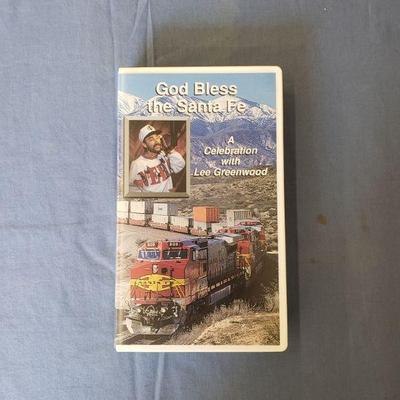 God Bless
the Santa Fe
A
Celebration
with
Lee Greenwood